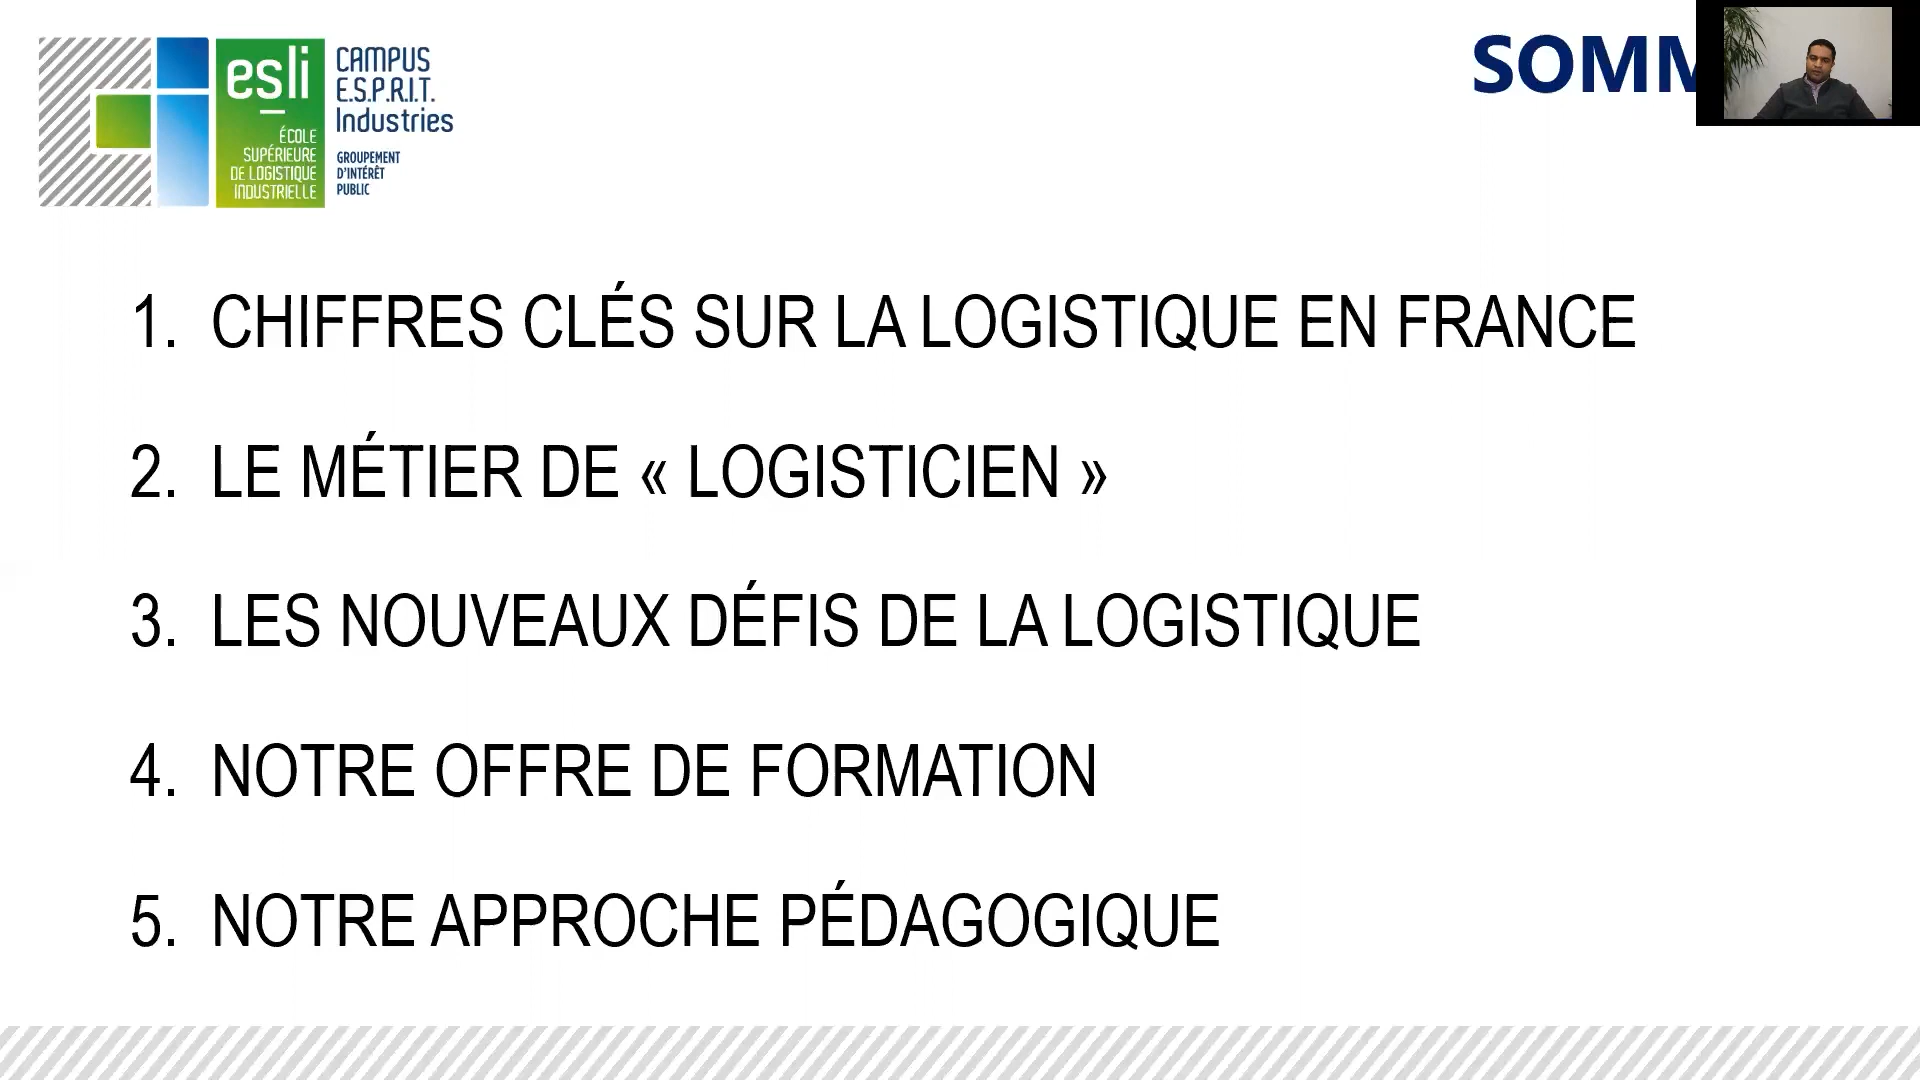 esli
ÉCOLE
SUPÉRIEURE
DE LOGISTIQUE
INDUSTRIELLE
CAMPUS
E.S.P.R.I.T.
Industries
GROUPEMENT
D'INTÉRÊT
PUBLIC
1. CHIFFRES CLÉS SUR LA LOGISTIQUE EN FRANCE
2. LE MÉTIER DE « LOGISTICIEN »
3. LES NOUVEAUX DÉFIS DE LA LOGISTIQUE
4. NOTRE OFFRE DE FORMATION
5. NOTRE APPROCHE PÉDAGOGIQUE